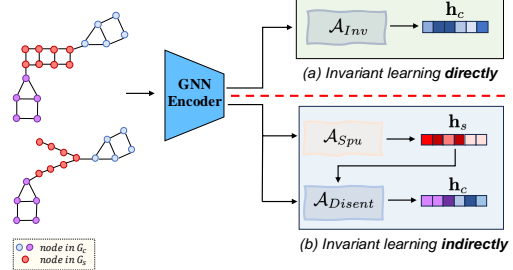 GNN
Encoder
𝒜_Inv
h_c
(a) Invariant learning directly
𝒜_Spu
h_s
𝒜_Disent
h_c
(b) Invariant learning indirectly
node in G_c
node in G_s